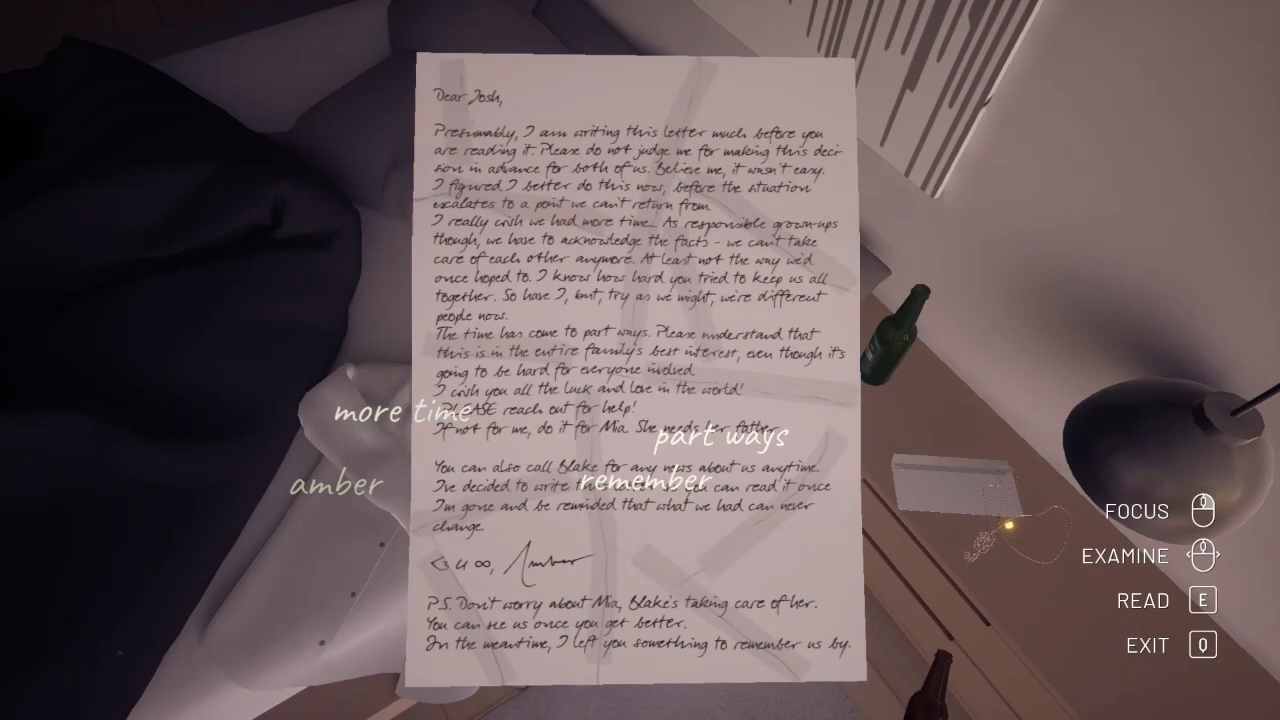 Dear Josh,
Presumably, I am writing this letter much before you
are reading it. Please do not judge me for making this deci-
sion in advance for both of us. Believe me, it wasn't easy.
I figured I better do this now, before the situation
escalates to a point we can't return from.
I really wish we had more time... As responsible grown-ups
though, we have to acknowledge the facts - we can't take
care of each other anymore. At least not the way we'd
once hoped to. I know how hard you tried to keep us all
together. So have I, but, try as we might, we're different
people now.
The time has come to part ways. Please understand that
this is in the entire family's best interest, even though it's
going to be hard for everyone involved.
I wish you all the luck and love in the world!
PLEASE reach out for help!
If not for me, do it for Mia. She needs her father.
You can also call Blake for any news about us anytime.
I've decided to write this letter so you can read it once
I'm gone and be reminded that what we had can never
change.
<3 u ∞, Amber
P.S. Don't worry about Mia, Blake's taking care of her.
You can see us once you get better.
In the meantime, I left you something to remember us by.
more time
part ways
amber
remember
FOCUS
EXAMINE
READ E
EXIT Q